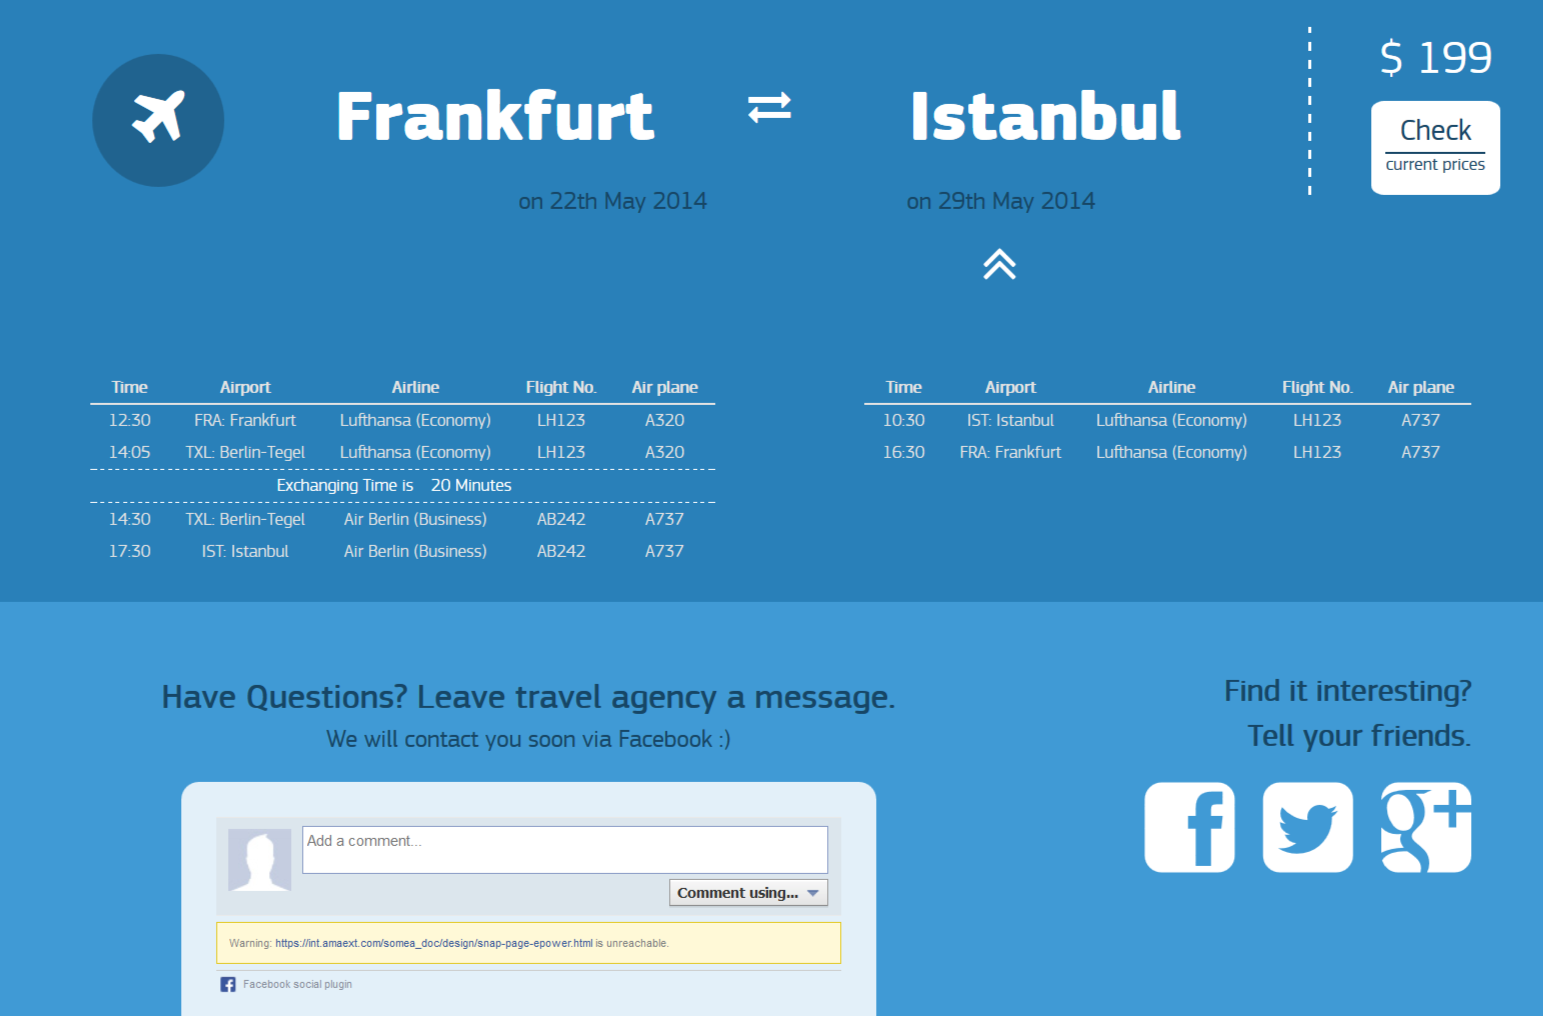 Frankfurt
Istanbul
$ 199
Check
current prices
on 22th May 2014
on 29th May 2014
Time Airport Airline Flight No. Air plane
12:30 FRA: Frankfurt Lufthansa (Economy) LH123 A320
14:05 TXL: Berlin-Tegel Lufthansa (Economy) LH123 A320
Exchanging Time is 20 Minutes
14:30 TXL: Berlin-Tegel Air Berlin (Business) AB242 A737
17:30 IST: Istanbul Air Berlin (Business) AB242 A737
Time Airport Airline Flight No. Air plane
10:30 IST: Istanbul Lufthansa (Economy) LH123 A737
16:30 FRA: Frankfurt Lufthansa (Economy) LH123 A737
Have Questions? Leave travel agency a message.
We will contact you soon via Facebook :)
Add a comment...
Comment using...
Warning: https://int.amaext.com/somea_doc/design/snap-page-epower.html is unreachable.
Facebook social plugin
Find it interesting?
Tell your friends.
f
g+